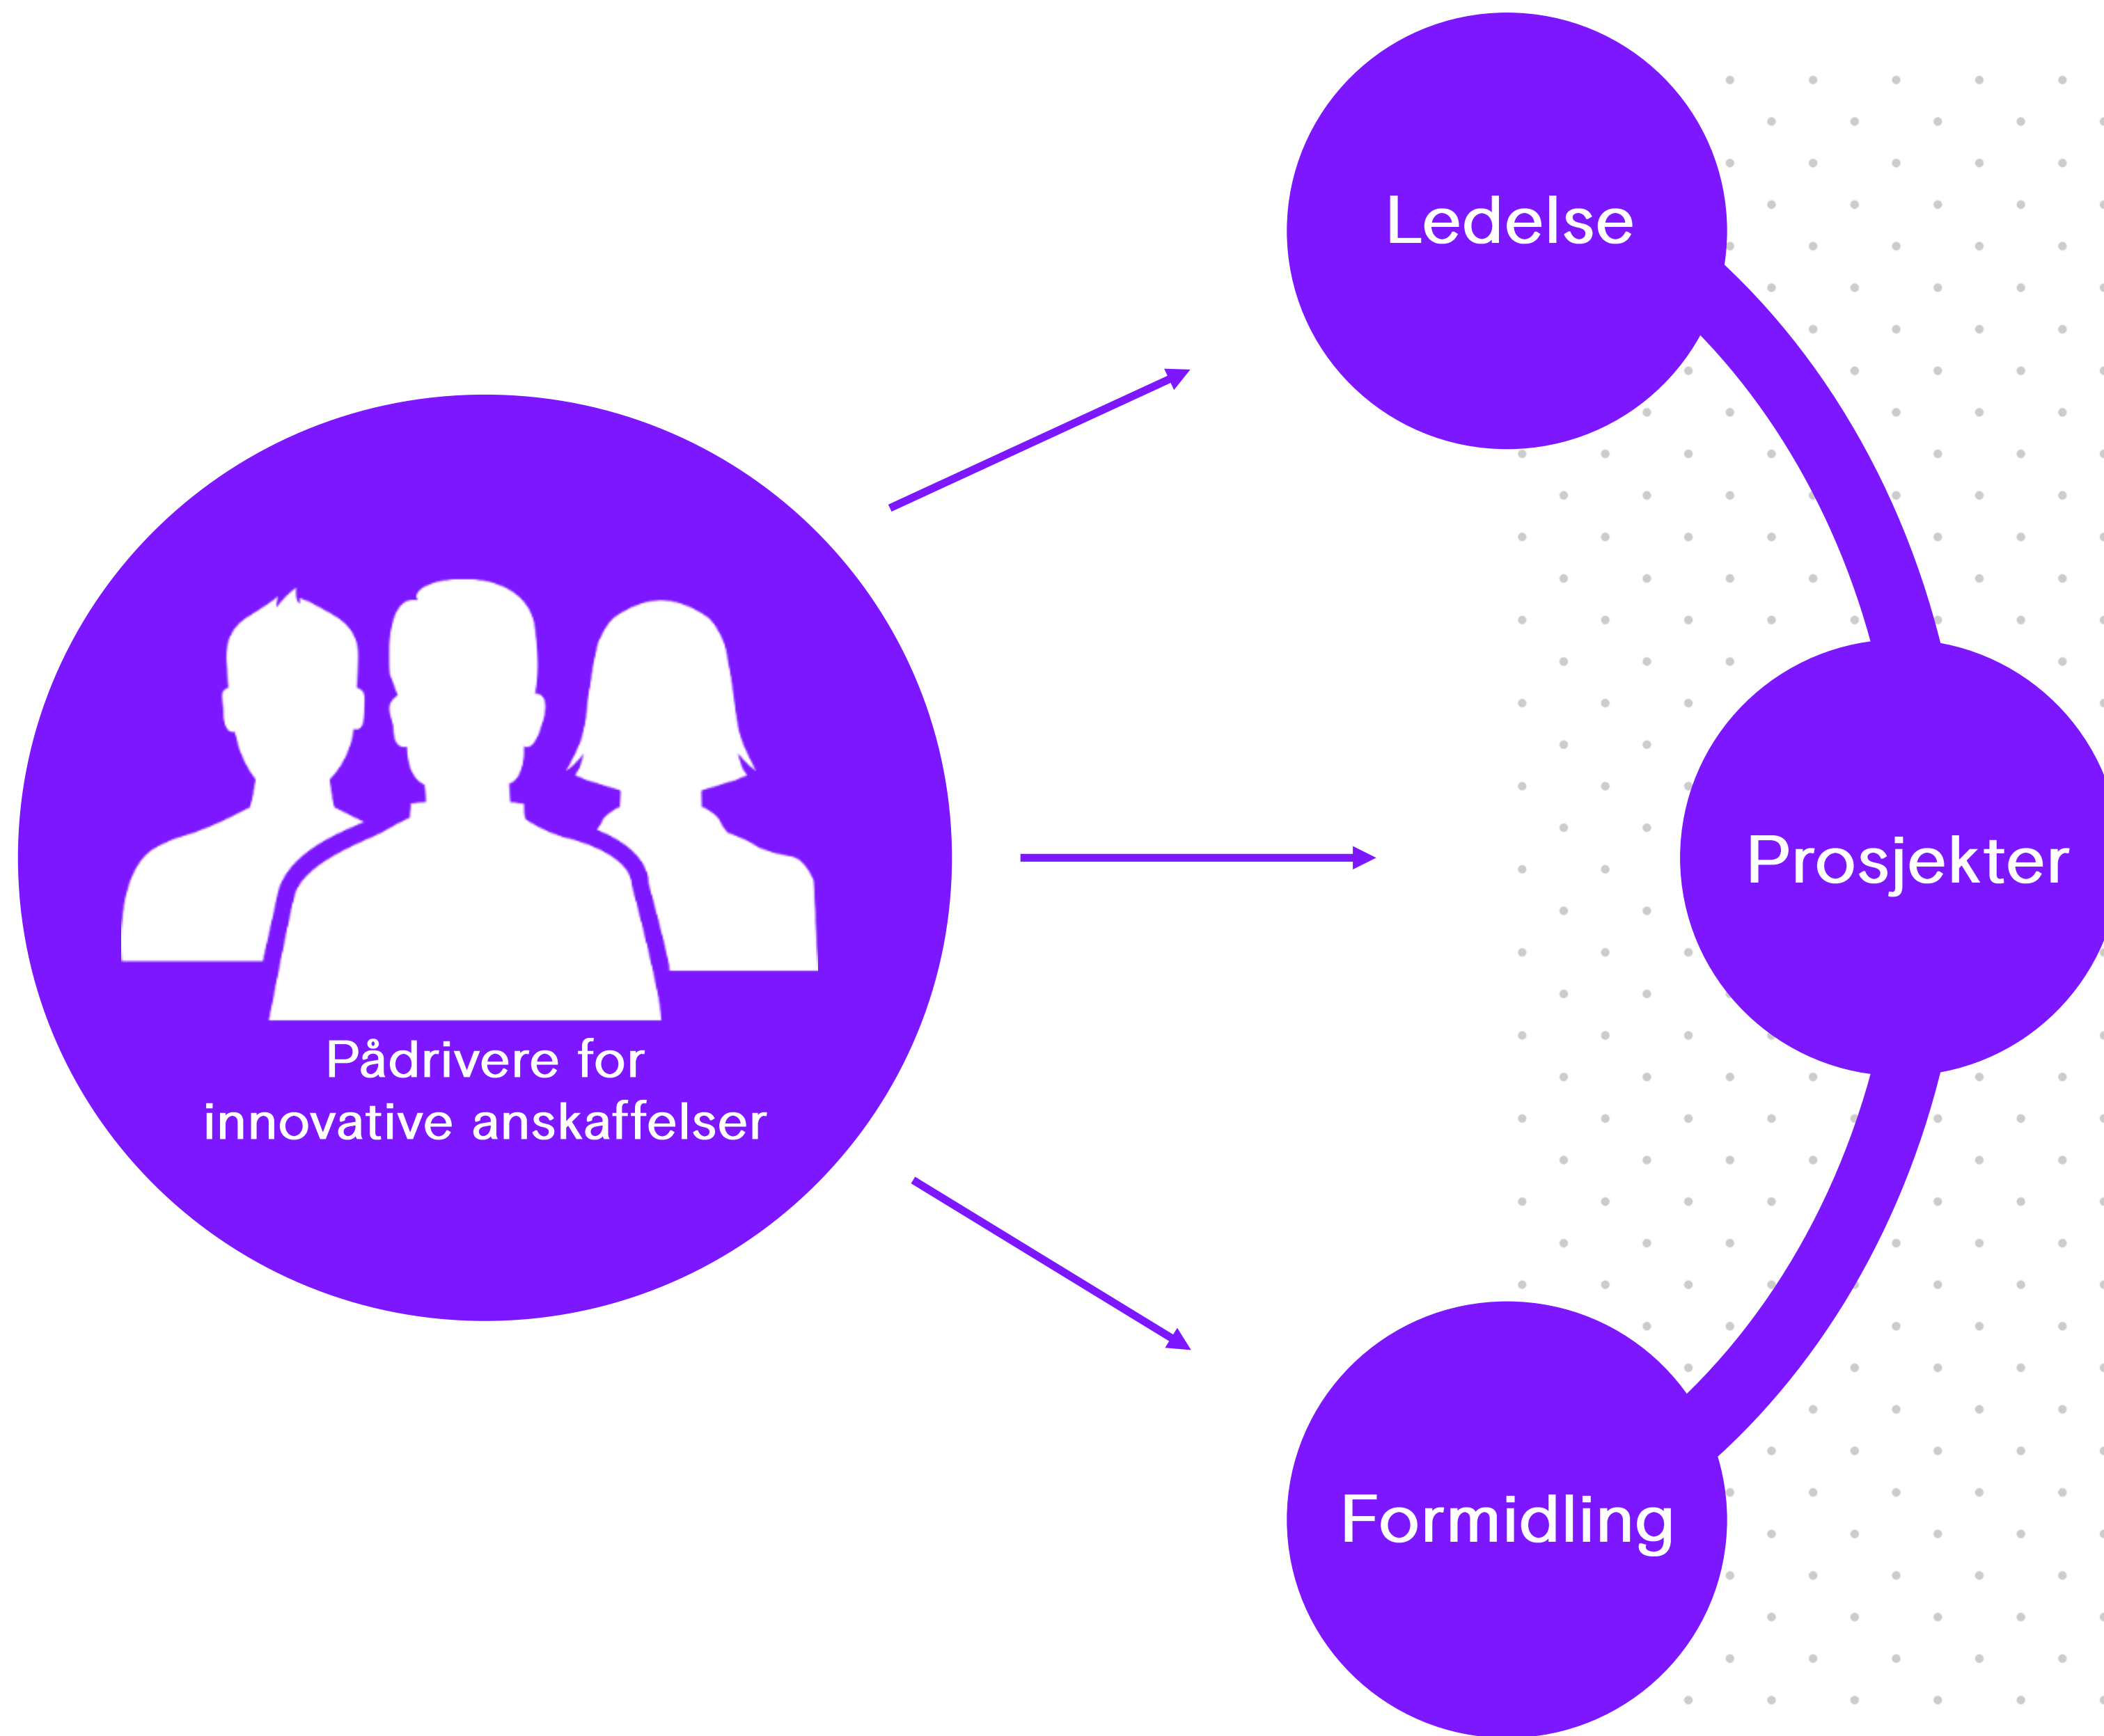 Ledelse
Pådrivere for
innovative anskaffelser
Prosjekter
Formidling